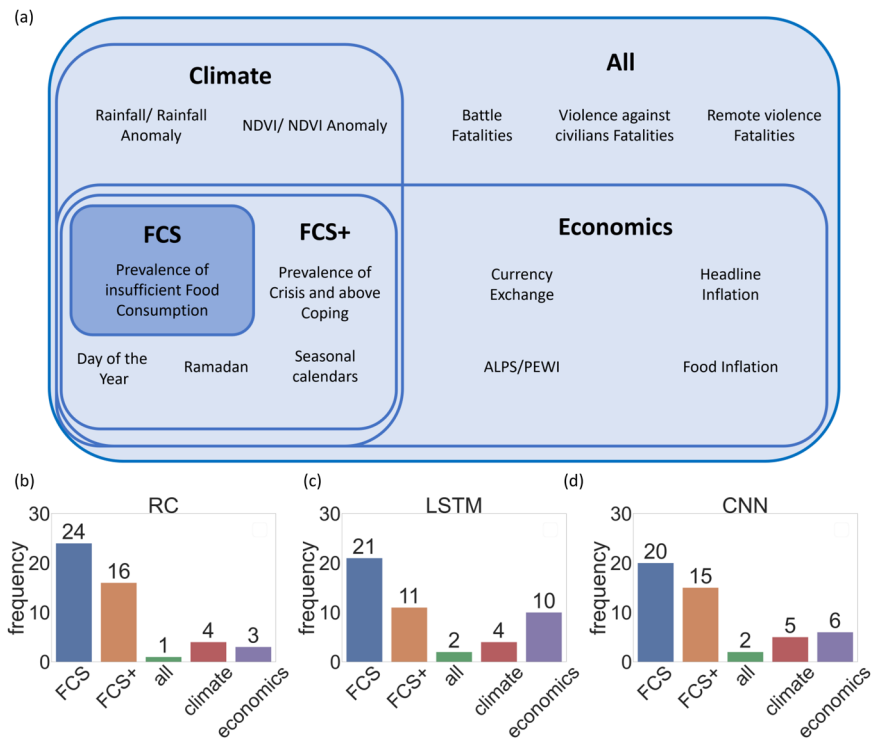 (a)
Climate
All
Rainfall/ Rainfall
Anomaly
NDVI/ NDVI Anomaly
Battle
Fatalities
Violence against
civilians Fatalities
Remote violence
Fatalities
FCS
Prevalence of
insufficient Food
Consumption
FCS+
Prevalence of
Crisis and above
Coping
Economics
Currency
Exchange
Headline
Inflation
Day of the
Year
Ramadan
Seasonal
calendars
ALPS/PEWI
Food Inflation
(b)
RC
frequency
30
20
10
0
24
16
1
4
3
FCS
FCS+
all
climate
economics
(c)
LSTM
frequency
30
20
10
0
21
11
2
4
10
FCS
FCS+
all
climate
economics
(d)
CNN
frequency
30
20
10
0
20
15
2
5
6
FCS
FCS+
all
climate
economics